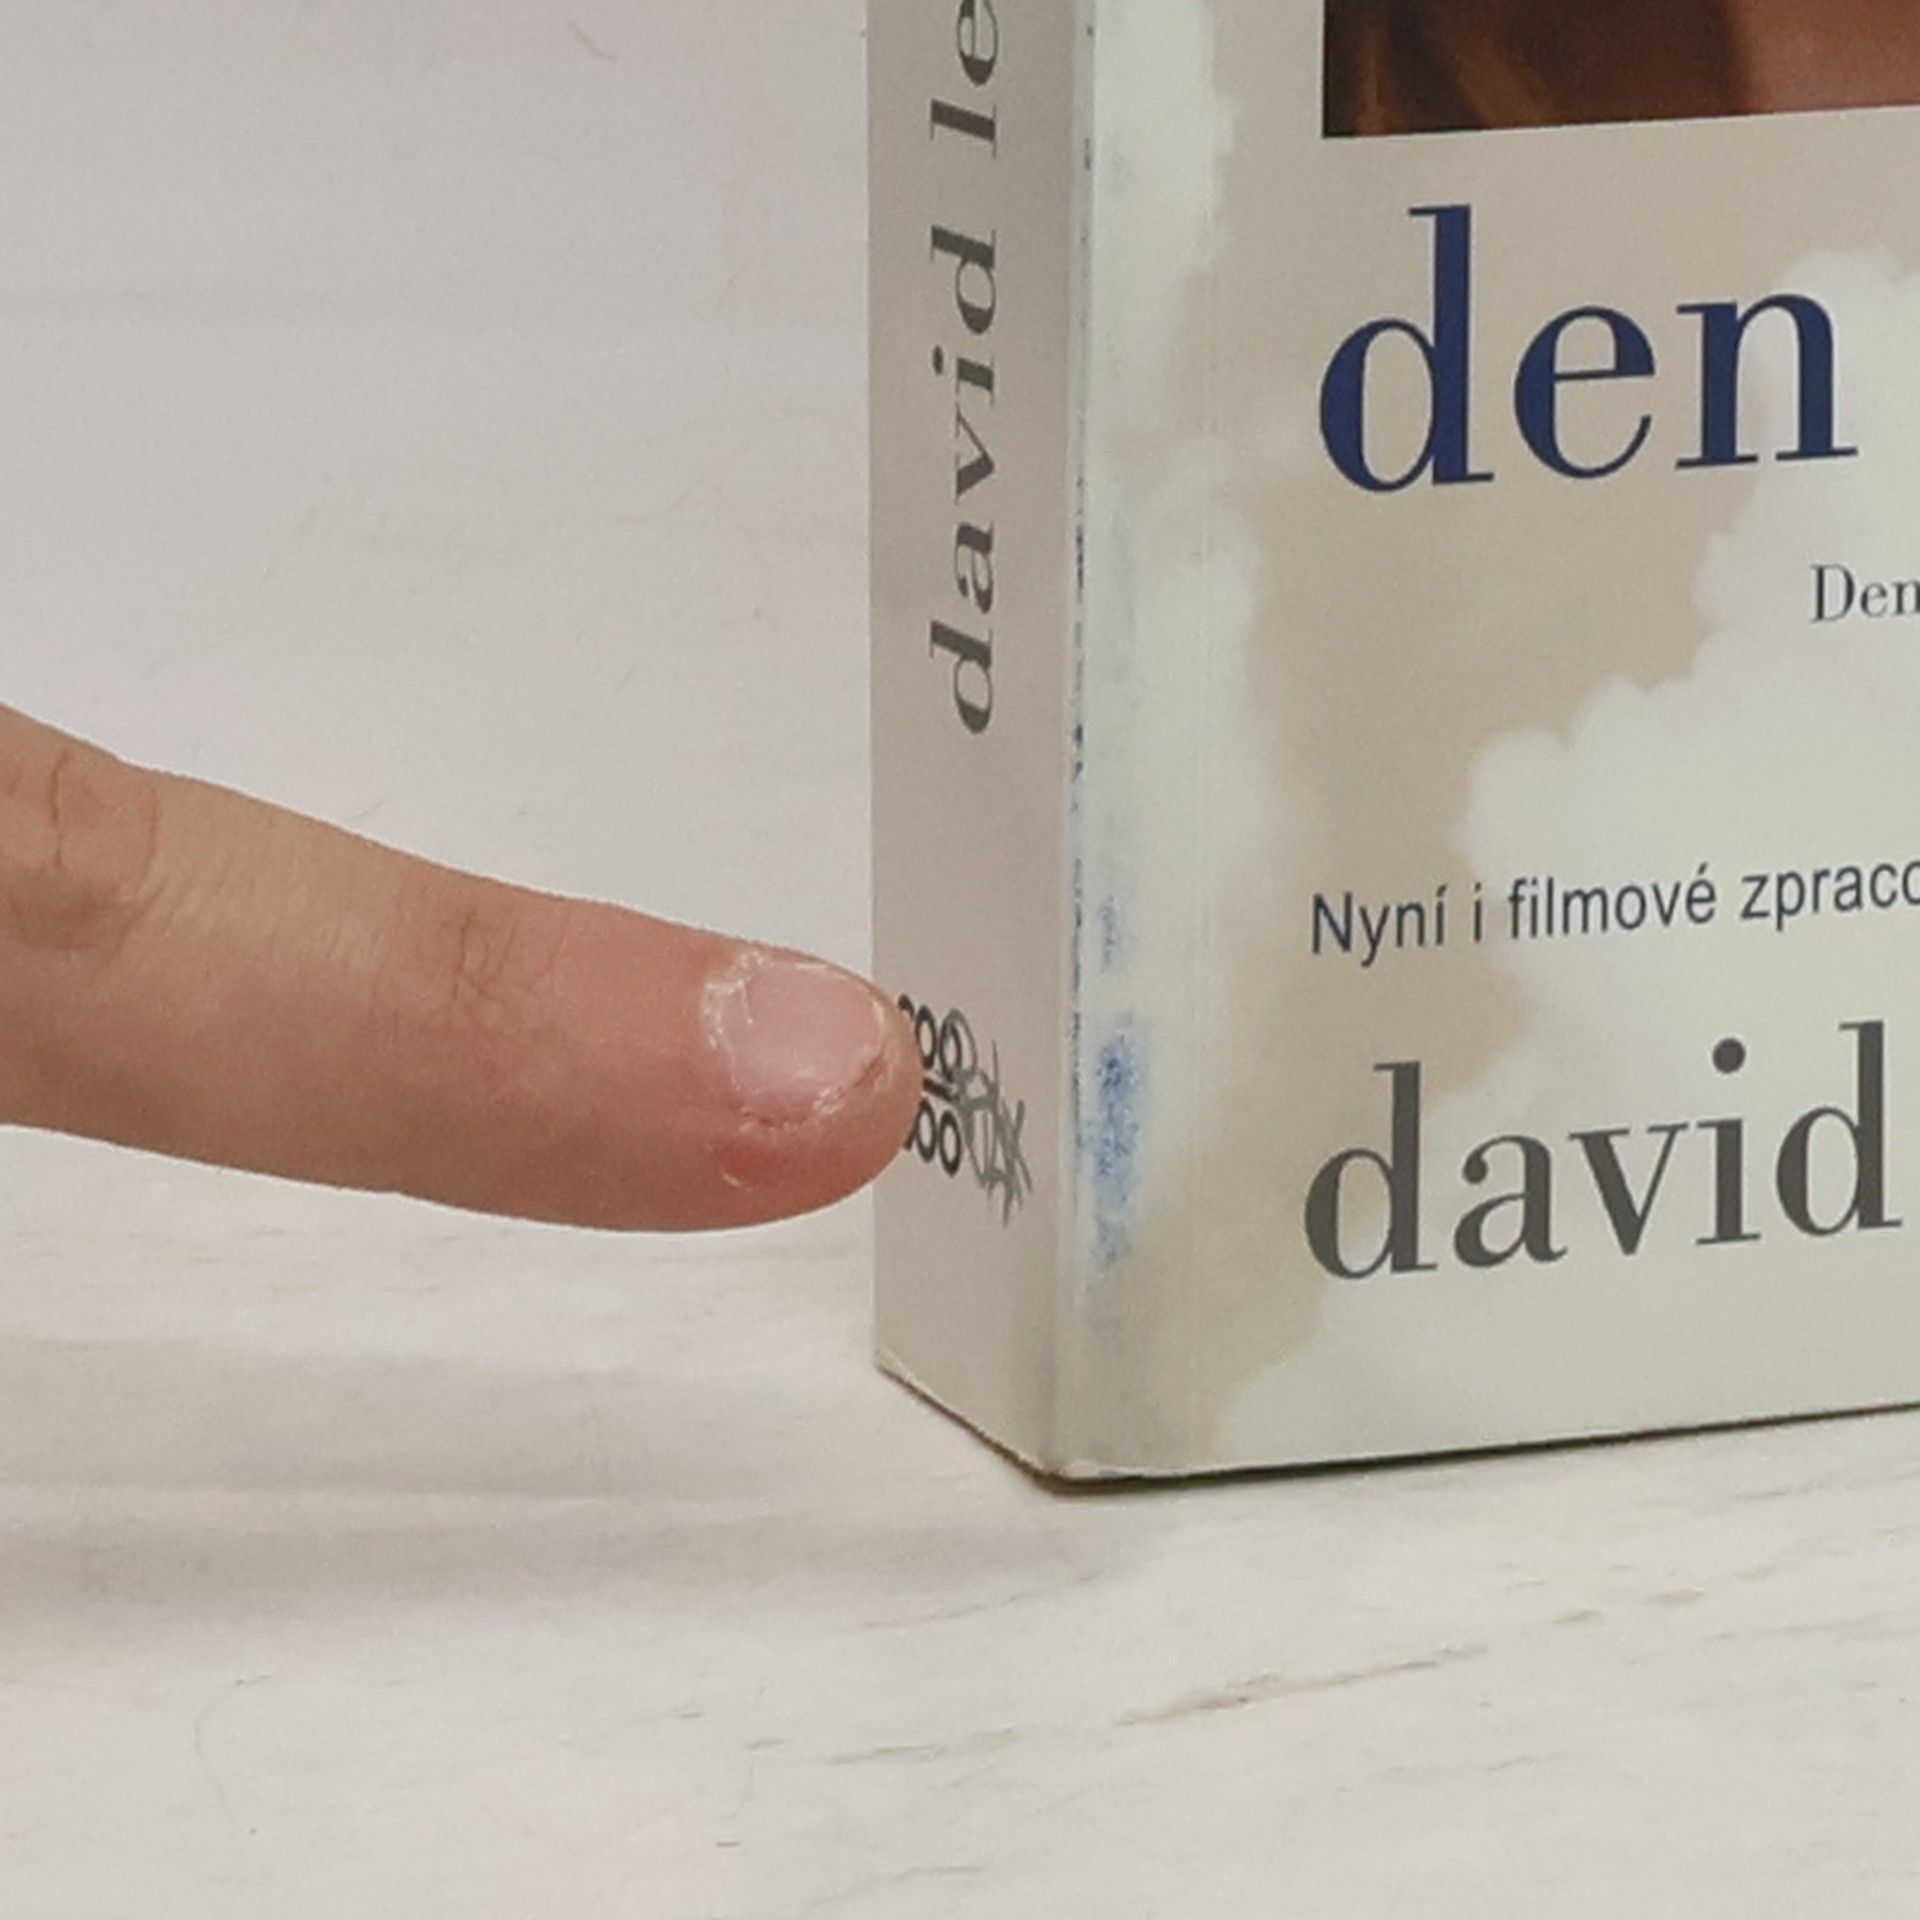 david le
den
Den
Nyní i filmové zpraco
david